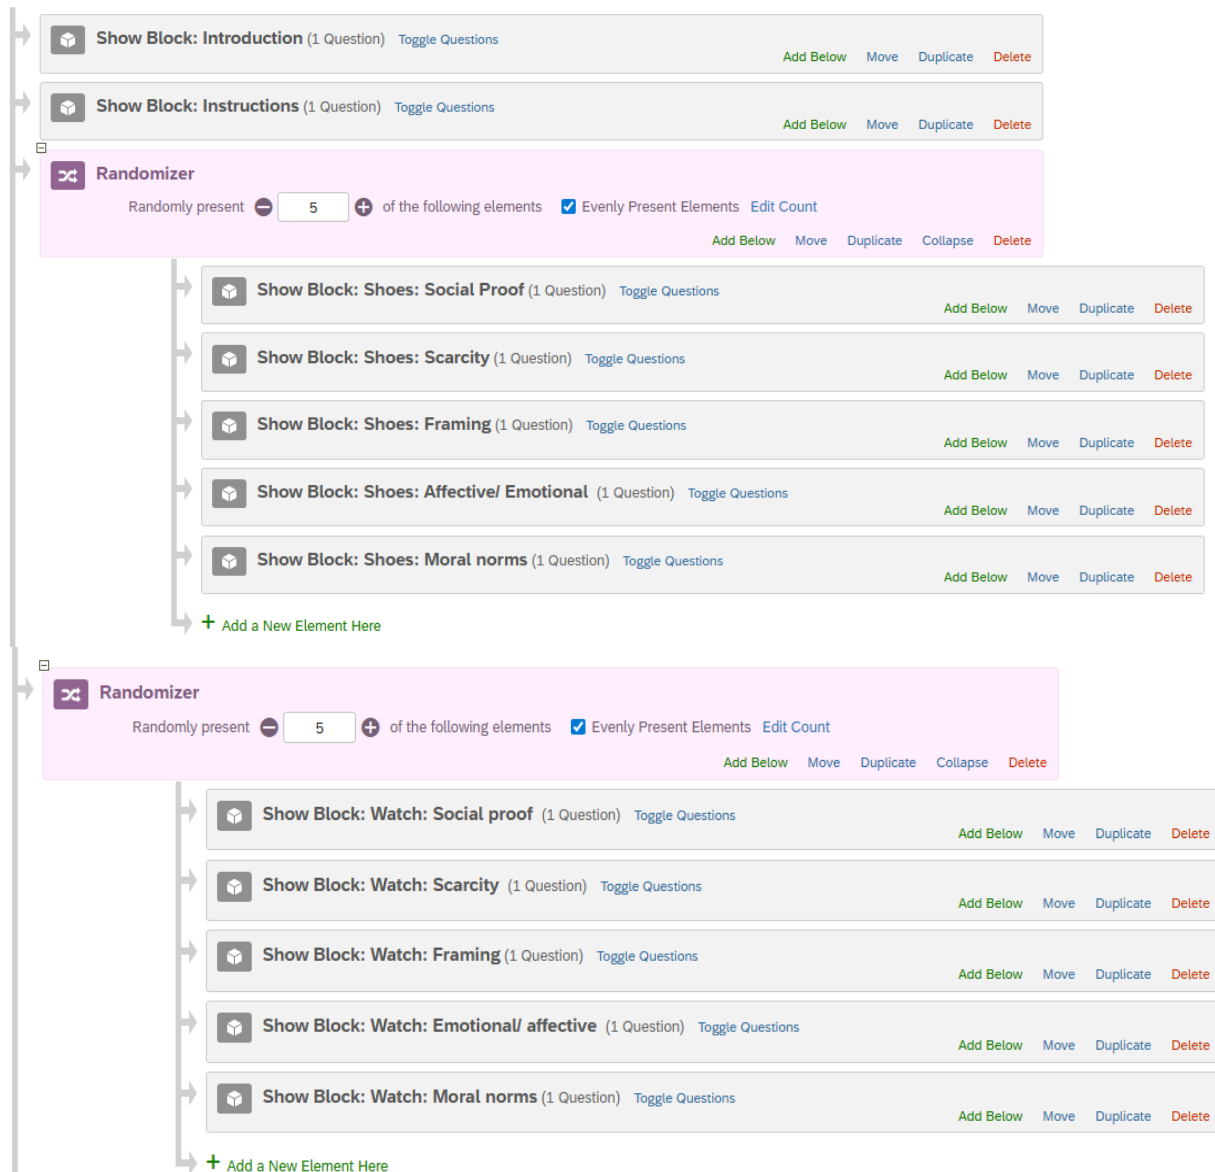 Show Block: Introduction (1 Question) Toggle Questions
Add Below Move Duplicate Delete
Show Block: Instructions (1 Question) Toggle Questions
Add Below Move Duplicate Delete
Randomizer
Randomly present 5 of the following elements Evenly Present Elements Edit Count
Add Below Move Duplicate Collapse Delete
Show Block: Shoes: Social Proof (1 Question) Toggle Questions
Add Below Move Duplicate Delete
Show Block: Shoes: Scarcity (1 Question) Toggle Questions
Add Below Move Duplicate Delete
Show Block: Shoes: Framing (1 Question) Toggle Questions
Add Below Move Duplicate Delete
Show Block: Shoes: Affective/ Emotional (1 Question) Toggle Questions
Add Below Move Duplicate Delete
Show Block: Shoes: Moral norms (1 Question) Toggle Questions
Add Below Move Duplicate Delete
+ Add a New Element Here
Randomizer
Randomly present 5 of the following elements Evenly Present Elements Edit Count
Add Below Move Duplicate Collapse Delete
Show Block: Watch: Social proof (1 Question) Toggle Questions
Add Below Move Duplicate Delete
Show Block: Watch: Scarcity (1 Question) Toggle Questions
Add Below Move Duplicate Delete
Show Block: Watch: Framing (1 Question) Toggle Questions
Add Below Move Duplicate Delete
Show Block: Watch: Emotional/ affective (1 Question) Toggle Questions
Add Below Move Duplicate Delete
Show Block: Watch: Moral norms (1 Question) Toggle Questions
Add Below Move Duplicate Delete
+ Add a New Element Here